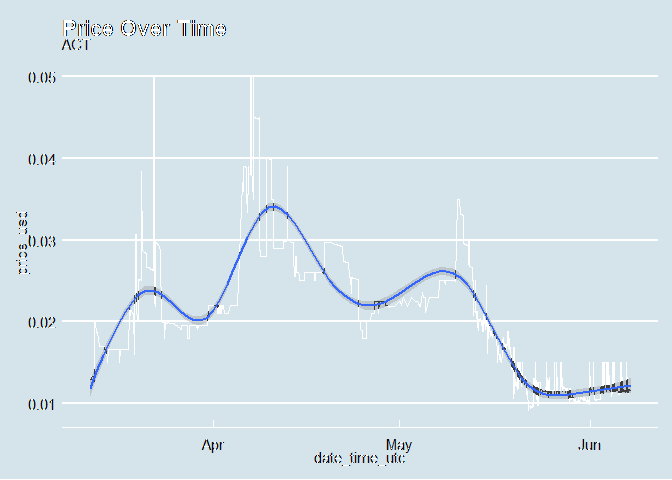 Price Over Time
ACT
0.05
0.04
0.03
0.02
0.01
price_usd
Apr
May
Jun
date_time_utc